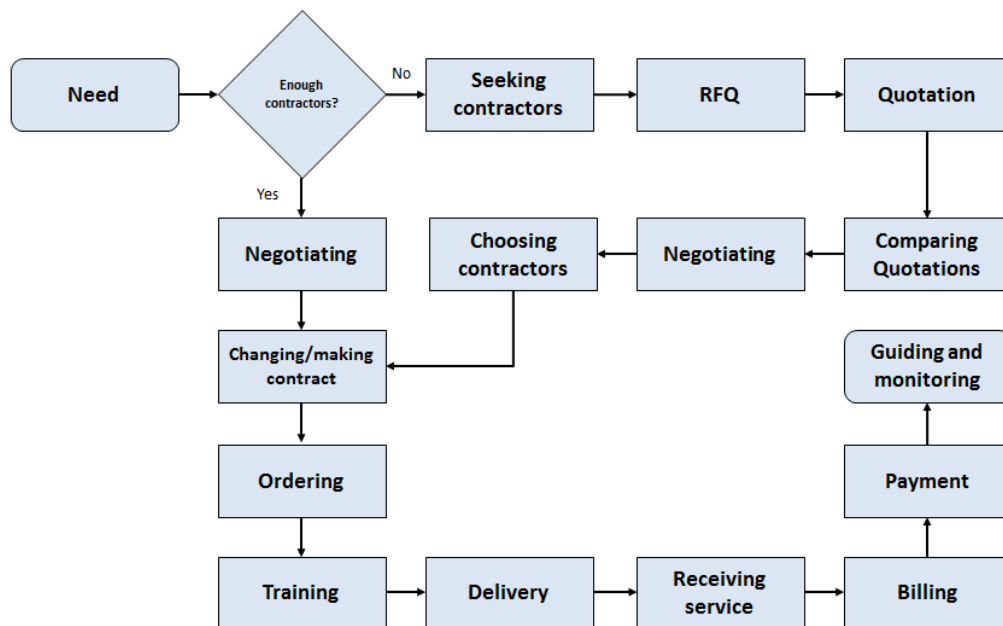 Need
Enough
contractors?
No
Seeking
contractors
RFQ
Quotation
Yes
Negotiating
Choosing
contractors
Negotiating
Comparing
Quotations
Changing/making
contract
Guiding and
monitoring
Ordering
Payment
Training
Delivery
Receiving
service
Billing